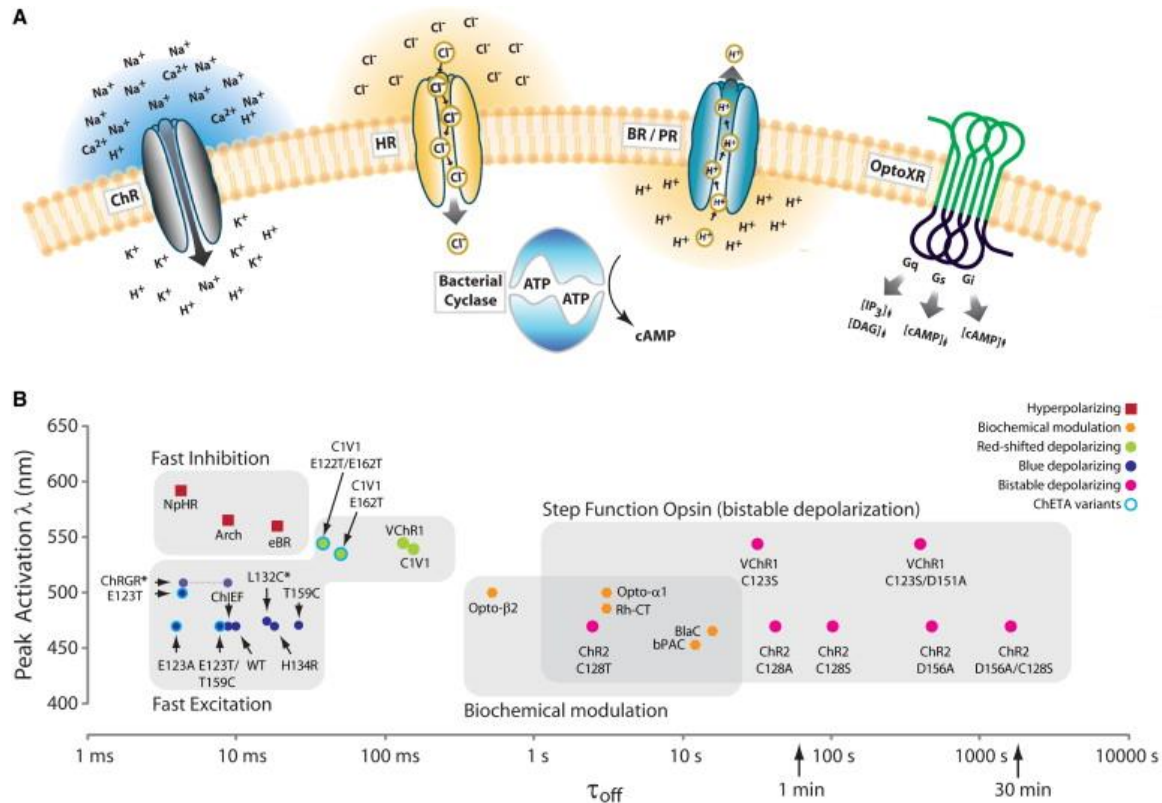 A
Na⁺ Na⁺
Na⁺ Ca²⁺ Na⁺
Na⁺ Na⁺ Na⁺
Na⁺ Ca²⁺ Na⁺
Ca²⁺ Na⁺ H⁺
H⁺
ChR
K⁺
K⁺ H⁺
K⁺ K⁺
H⁺ K⁺ Na⁺ H⁺
H⁺
Cl⁻ Cl⁻ Cl⁻
Cl⁻ Cl⁻ Cl⁻
Cl⁻ Cl⁻ Cl⁻ Cl⁻
Cl⁻
Cl⁻
Cl⁻
Cl⁻
HR
Cl⁻
Bacterial
Cyclase
ATP
ATP
cAMP
H⁺
H⁺
H⁺
H⁺
H⁺
BR / PR
H⁺ H⁺ H⁺ H⁺
H⁺ H⁺ H⁺ H⁺
H⁺ H⁺ H⁺
OptoXR
Gq Gs Gi
[IP₃]
[DAG]
[cAMP]
[cAMP]
B
Peak Activation λ (nm)
650
600
550
500
450
400
Hyperpolarizing
Biochemical modulation
Red-shifted depolarizing
Blue depolarizing
Bistable depolarizing
ChETA variants
Fast Inhibition
NpHR
Arch
eBR
C1V1
E122T/E162T
C1V1
E162T
VChR1
C1V1
ChRGR*
E123T
ChIEF
L132C*
T159C
E123A
E123T/
T159C
WT
H134R
Fast Excitation
Step Function Opsin (bistable depolarization)
VChR1
C123S
VChR1
C123S/D151A
Opto-β2
Opto-α1
Rh-CT
BlaC
bPAC
ChR2
C128T
ChR2
C128A
ChR2
C128S
ChR2
D156A
ChR2
D156A/C128S
Biochemical modulation
1 ms
10 ms
100 ms
1 s
10 s
100 s
1000 s
10000 s
τoff
1 min
30 min